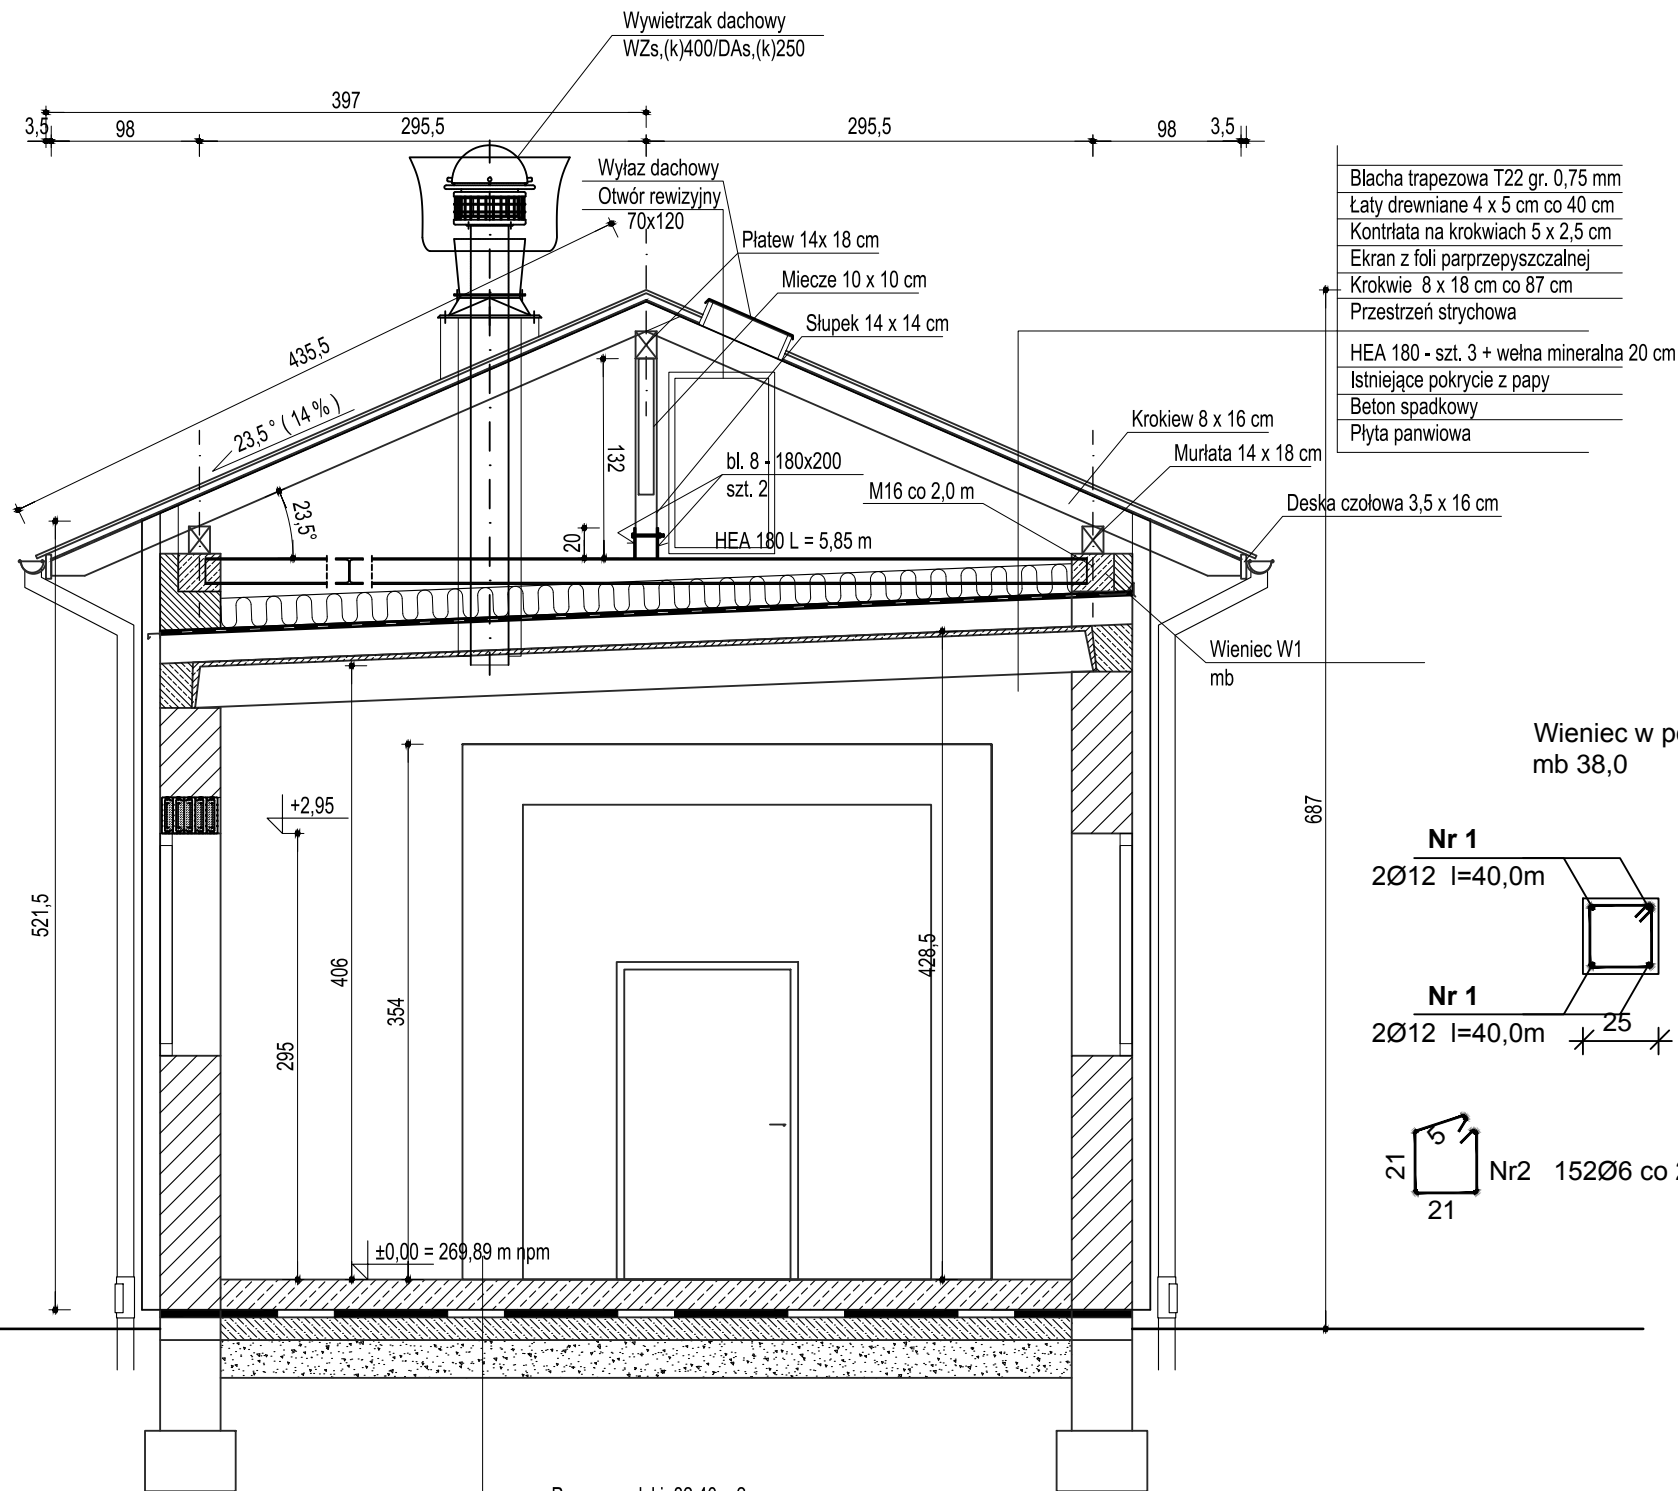 Wywietrzak dachowy
WZs,(k)400/DAs,(k)250
397
3,5
98
295,5
295,5
98
3,5
Wyłaz dachowy
Otwór rewizyjny
70x120
Płatew 14x 18 cm
Miecze 10 x 10 cm
Słupek 14 x 14 cm
Blacha trapezowa T22 gr. 0,75 mm
Łaty drewniane 4 x 5 cm co 40 cm
Kontrłata na krokwiach 5 x 2,5 cm
Ekran z foli parprzepyszczalnej
Krokwie 8 x 18 cm co 87 cm
Przestrzeń strychowa
HEA 180 - szt. 3 + wełna mineralna 20 cm
Istniejące pokrycie z papy
Beton spadkowy
Płyta panwiowa
435,5
23,5 ° ( 14 % )
23,5°
132
20
bl. 8 - 180x200
szt. 2
HEA 180 L = 5,85 m
M16 co 2,0 m
Krokiew 8 x 16 cm
Murłata 14 x 18 cm
Deska czołowa 3,5 x 16 cm
Wieniec W1
mb
687
Wieniec w
mb 38,0
+2,95
521,5
406
354
295
428,5
Nr 1
2Ø12 l=40,0m
Nr 1
2Ø12 l=40,0m
25
21
5
21
Nr2 152Ø6 co
±0,00 = 269,89 m npm